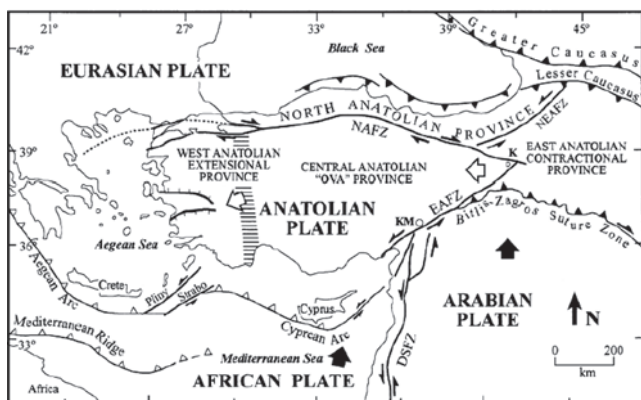 21°
27°
33°
39°
45°
42°
39°
36°
33°
Black Sea
Greater Caucasus
Lesser Caucasus
EURASIAN PLATE
NORTH ANATOLIAN PROVINCE
NAFZ
NEAFZ
K
WEST ANATOLIAN
EXTENSIONAL
PROVINCE
CENTRAL ANATOLIAN
"OVA" PROVINCE
EAST ANATOLIAN
CONTRACTIONAL
PROVINCE
EAFZ
KM
Bitlis-Zagros Suture Zone
ANATOLIAN
PLATE
Aegean Sea
Aegean Arc
Crete
Pliny
Strabo
Cyprus
Cyprean Arc
ARABIAN
PLATE
N
DSFZ
Mediterranean Ridge
Mediterranean Sea
AFRICAN PLATE
Africa
0 200
km